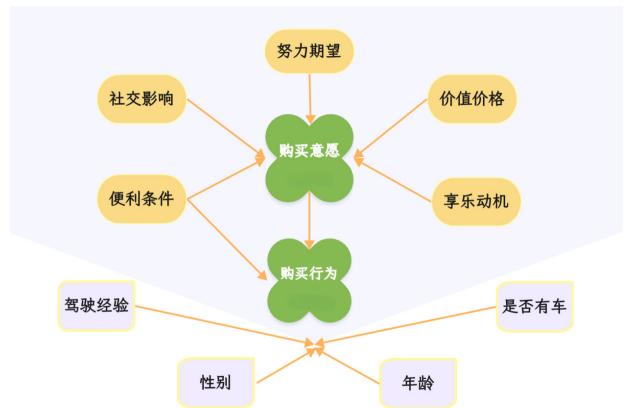 努力期望
社交影响
价值价格
购买意愿
便利条件
享乐动机
购买行为
驾驶经验
是否有车
性别
年龄